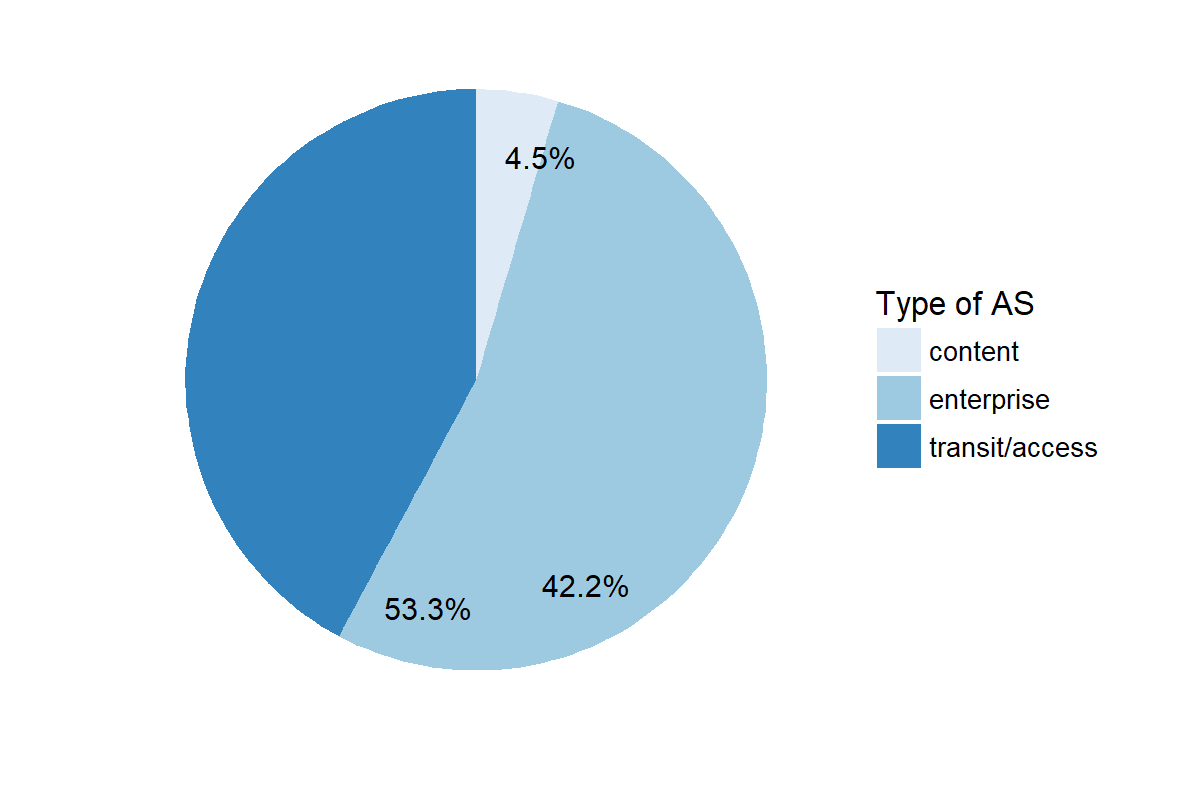 4.5%
42.2%
53.3%
Type of AS
content
enterprise
transit/access